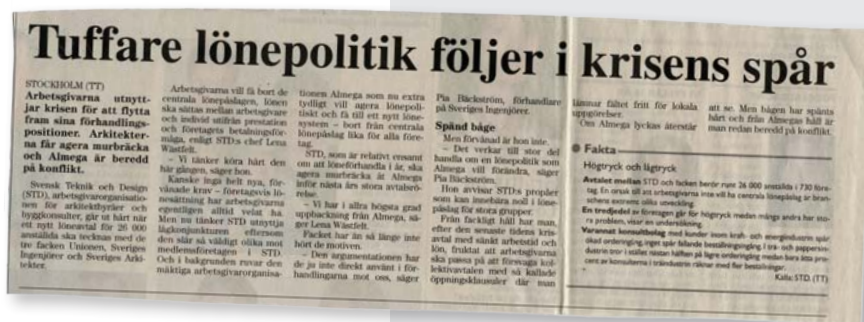 Tuffare lönepolitik följer i krisens spår
STOCKHOLM (TT)
Arbetsgivarna utnytt-
jar krisen för att flytta
fram sina förhandlings-
positioner. Arkitekter-
na får agera murbräcka
och Almega är beredd
på konflikt.
Svensk Teknik och Design
(STD), arbetsgivarorganisatio-
nen för arkitektbyråer och
byggkonsulter, går ut hårt när
ett nytt löneavtal för 26 000
anställda ska tecknas med de
tre facken Unionen, Sveriges
Ingenjörer och Sveriges Arki-
tekter.
Arbetsgivarna vill få bort de
centrala lönepåslagen, lönen
ska sättas mellan arbetsgivare
och individ utifrån prestation
och företagets betalningsför-
måga, enligt STD:s chef Lena
Wästfelt.
– Vi tänker köra hårt den
här gången, säger hon.
Kanske inga helt nya, för-
vånade krav – företagsvis lö-
nesättning har arbetsgivarna
egentligen alltid velat ha.
Men nu tänker STD utnyttja
lågkonjunkturen eftersom
den slår så väldigt olika mot
medlemsföretagen i STD.
Och i bakgrunden ruvar den
mäktiga arbetsgivarorganisa-
tionen Almega som nu extra
tydligt vill agera lönepoli-
tiskt och få till ett nytt löne-
system – bort från centrala
lönepåslag lika för alla före-
tag.
STD, som är relativt ensamt
om att löneförhandla i år, ska
agera murbräcka åt Almega
inför nästa års stora avtalsrö-
relse.
– Vi har i allra högsta grad
uppbackning från Almega, sä-
ger Lena Wästfelt.
Facket har än så länge inte
hört de motiven.
– Den argumentationen har
de ju inte direkt använt i för-
handlingarna mot oss, säger
Pia Bäckström, förhandlare
på Sveriges Ingenjörer.
Spänd båge
Men förvånad är hon inte.
– Det verkar till stor del
handla om en lönepolitik som
Almega vill förändra, säger
Pia Bäckström.
Hon avvisar STD:s propåer
som kan innebära noll i löne-
påslag för stora grupper.
Från fackligt håll har man,
efter den senaste tidens kris-
avtal med sänkt arbetstid och
lön, fruktat att arbetsgivarna
ska passa på att försvaga kol-
lektivavtalen med så kallade
öppningsklausuler där man
lämnar fältet fritt för lokala
uppgörelser.
Om Almega lyckas återstår
att se. Men bågen har spänts
hårt och från Almegas håll är
man redan beredd på konflikt.
● Fakta
Högtryck och lågtryck
Avtalet mellan STD och facken berör runt 26 000 anställda i 730 före-
tag. En orsak till att arbetsgivarna inte vill ha centrala lönepåslag är bran-
schens extremt olika utveckling.
En tredjedel av företagen går för högtryck medan många andra har sto-
ra problem, visar en undersökning.
Varannat konsultbolag med kunder inom kraft- och energiindustrin spår
ökad orderingång, inget spår fallande beställningsingång. I trä- och pappersin-
dustrin tror i stället nästan hälften på lägre orderingång medan bara åtta pro-
cent av konsulterna i träindustrin räknar med fler beställningar.
Källa: STD. (TT)